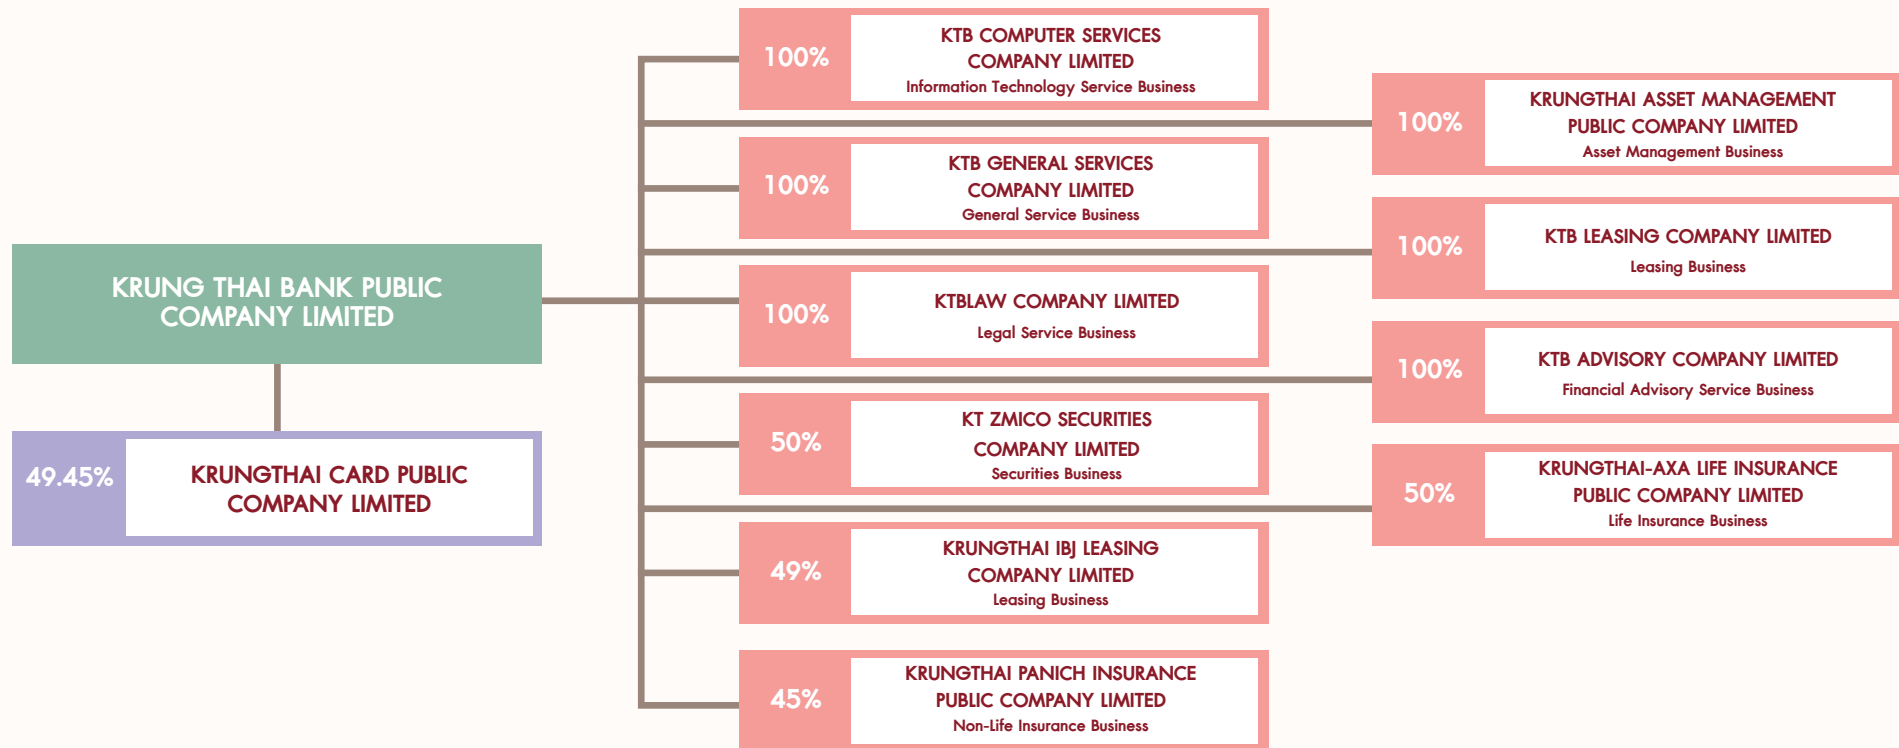 KRUNG THAI BANK PUBLIC
COMPANY LIMITED
49.45%
KRUNGTHAI CARD PUBLIC
COMPANY LIMITED
100%
KTB COMPUTER SERVICES
COMPANY LIMITED
Information Technology Service Business
100%
KTB GENERAL SERVICES
COMPANY LIMITED
General Service Business
100%
KTBLAW COMPANY LIMITED
Legal Service Business
50%
KT ZMICO SECURITIES
COMPANY LIMITED
Securities Business
49%
KRUNGTHAI IBJ LEASING
COMPANY LIMITED
Leasing Business
45%
KRUNGTHAI PANICH INSURANCE
PUBLIC COMPANY LIMITED
Non-Life Insurance Business
100%
KRUNGTHAI ASSET MANAGEMENT
PUBLIC COMPANY LIMITED
Asset Management Business
100%
KTB LEASING COMPANY LIMITED
Leasing Business
100%
KTB ADVISORY COMPANY LIMITED
Financial Advisory Service Business
50%
KRUNGTHAI-AXA LIFE INSURANCE
PUBLIC COMPANY LIMITED
Life Insurance Business